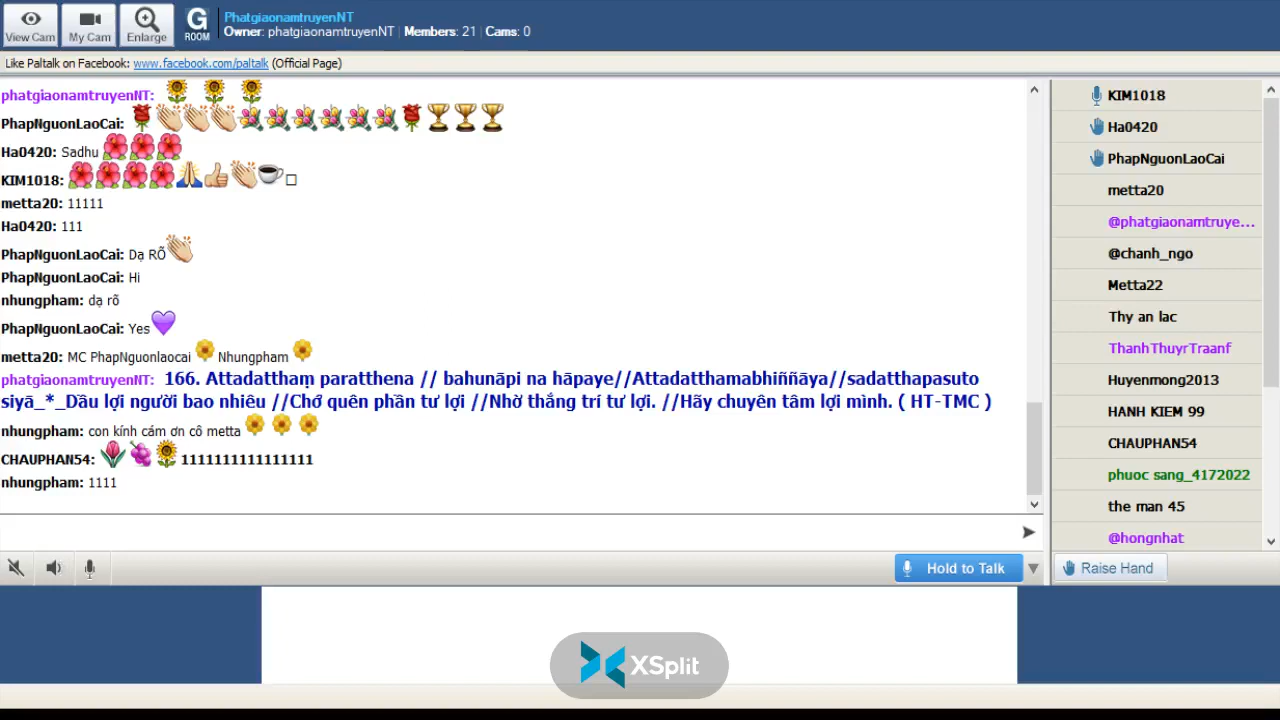 View Cam
My Cam
Enlarge
G
ROOM
PhatgiaonamtruyenNT
Owner: phatgiaonamtruyenNT | Members: 21 | Cams: 0
Like Paltalk on Facebook: www.facebook.com/paltalk (Official Page)
phatgiaonamtruyenNT:
PhapNguonLaoCai:
Ha0420: Sadhu
KIM1018:
metta20: 11111
Ha0420: 111
PhapNguonLaoCai: Dạ RÕ
PhapNguonLaoCai: Hi
nhungpham: dạ rõ
PhapNguonLaoCai: Yes
metta20: MC PhapNguonlaocai Nhungpham
phatgiaonamtruyenNT: 166. Attadatthaṃ paratthena // bahunāpi na hāpaye//Attadatthamabhiññāya//sadatthapasuto
siyā_*_Dầu lợi người bao nhiêu //Chớ quên phần tư lợi //Nhờ thắng trí tư lợi. //Hãy chuyên tâm lợi mình. ( HT-TMC )
nhungpham: con kính cám ơn cô metta
CHAUPHAN54: 1111111111111111
nhungpham: 1111
KIM1018
Ha0420
PhapNguonLaoCai
metta20
@phatgiaonamtruye...
@chanh_ngo
Metta22
Thy an lac
ThanhThuyrTraanf
Huyenmong2013
HANH KIEM 99
CHAUPHAN54
phuoc sang_4172022
the man 45
@hongnhat
Hold to Talk
Raise Hand
XSplit